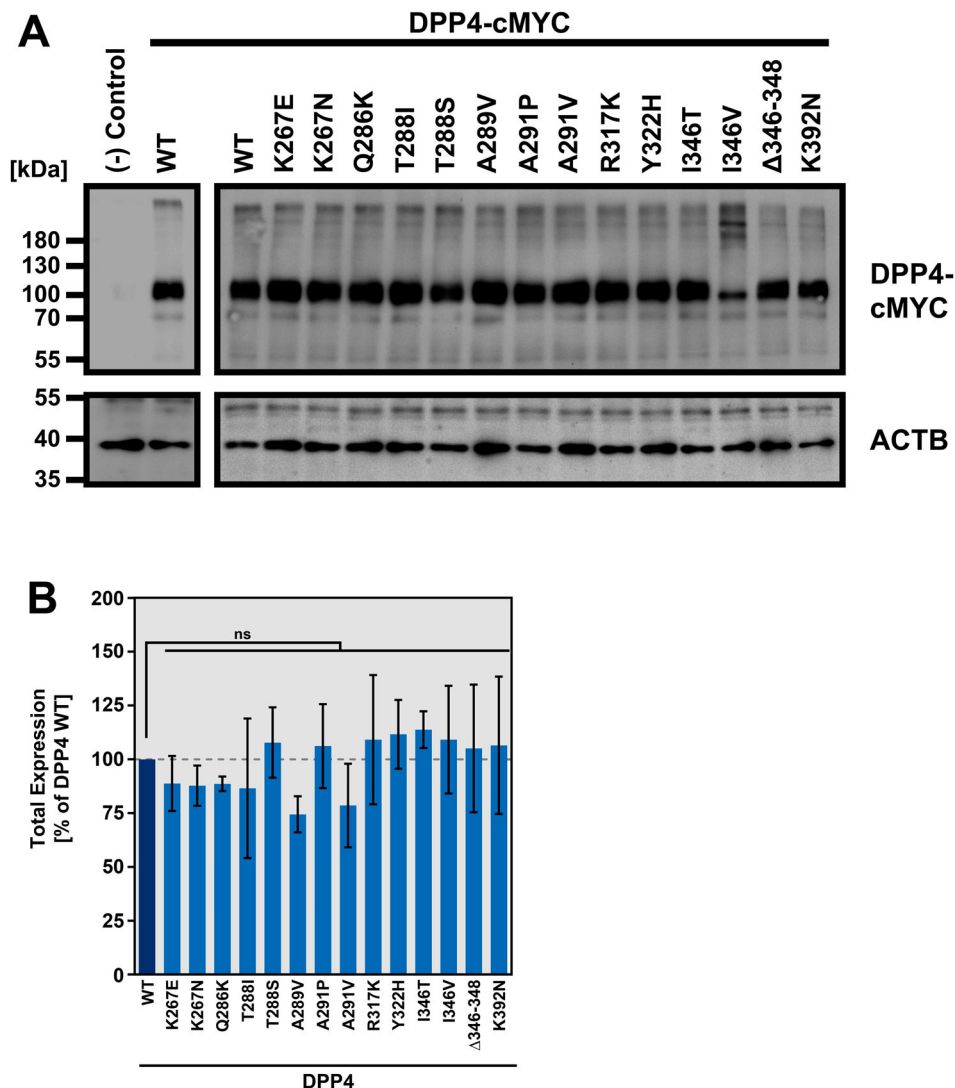 A
DPP4-cMYC
(-) Control
WT
WT
K267E
K267N
Q286K
T288I
T288S
A289V
A291P
A291V
R317K
Y322H
I346T
I346V
Δ346-348
K392N
[kDa]
180
130
100
70
55
DPP4-
cMYC
55
40
35
ACTB
B
Total Expression
[% of DPP4 WT]
200
150
125
100
75
50
25
0
ns
WT
K267E
K267N
Q286K
T288I
T288S
A289V
A291P
A291V
R317K
Y322H
I346T
I346V
Δ346-348
K392N
DPP4